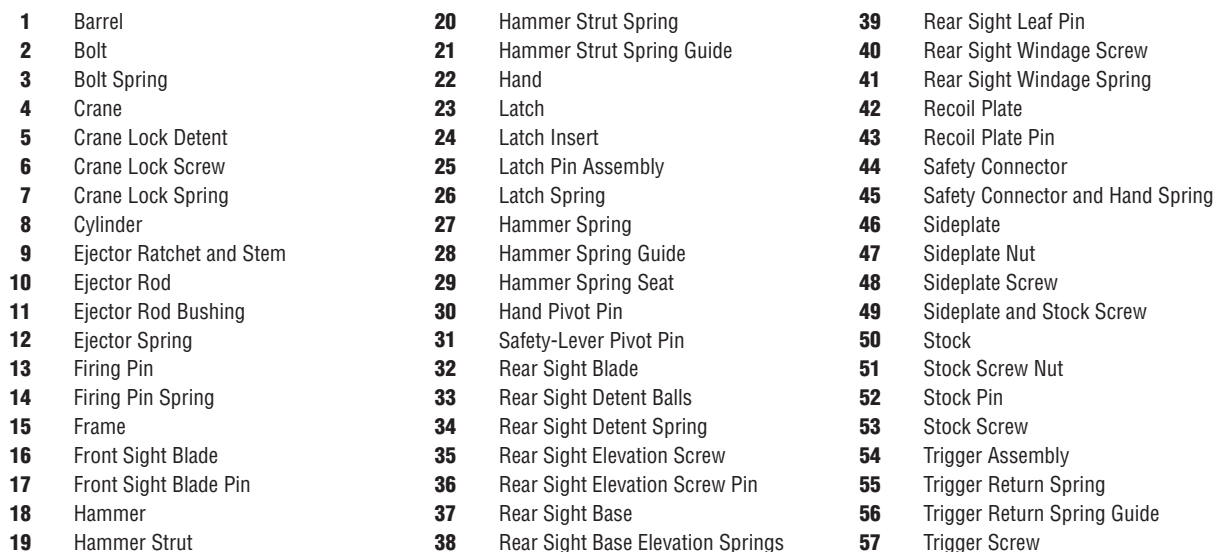 1 Barrel
2 Bolt
3 Bolt Spring
4 Crane
5 Crane Lock Detent
6 Crane Lock Screw
7 Crane Lock Spring
8 Cylinder
9 Ejector Ratchet and Stem
10 Ejector Rod
11 Ejector Rod Bushing
12 Ejector Spring
13 Firing Pin
14 Firing Pin Spring
15 Frame
16 Front Sight Blade
17 Front Sight Blade Pin
18 Hammer
19 Hammer Strut
20 Hammer Strut Spring
21 Hammer Strut Spring Guide
22 Hand
23 Latch
24 Latch Insert
25 Latch Pin Assembly
26 Latch Spring
27 Hammer Spring
28 Hammer Spring Guide
29 Hammer Spring Seat
30 Hand Pivot Pin
31 Safety-Lever Pivot Pin
32 Rear Sight Blade
33 Rear Sight Detent Balls
34 Rear Sight Detent Spring
35 Rear Sight Elevation Screw
36 Rear Sight Elevation Screw Pin
37 Rear Sight Base
38 Rear Sight Base Elevation Springs
39 Rear Sight Leaf Pin
40 Rear Sight Windage Screw
41 Rear Sight Windage Spring
42 Recoil Plate
43 Recoil Plate Pin
44 Safety Connector
45 Safety Connector and Hand Spring
46 Sideplate
47 Sideplate Nut
48 Sideplate Screw
49 Sideplate and Stock Screw
50 Stock
51 Stock Screw Nut
52 Stock Pin
53 Stock Screw
54 Trigger Assembly
55 Trigger Return Spring
56 Trigger Return Spring Guide
57 Trigger Screw